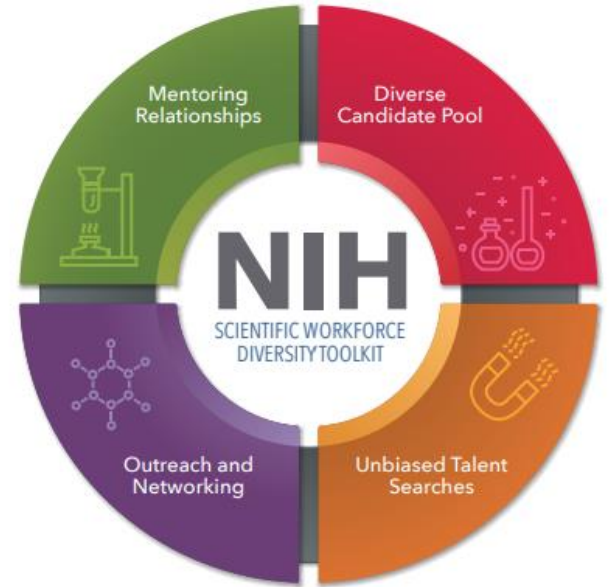 Mentoring
Relationships
Diverse
Candidate Pool
NIH
SCIENTIFIC WORKFORCE
DIVERSITY TOOLKIT
Outreach and
Networking
Unbiased Talent
Searches